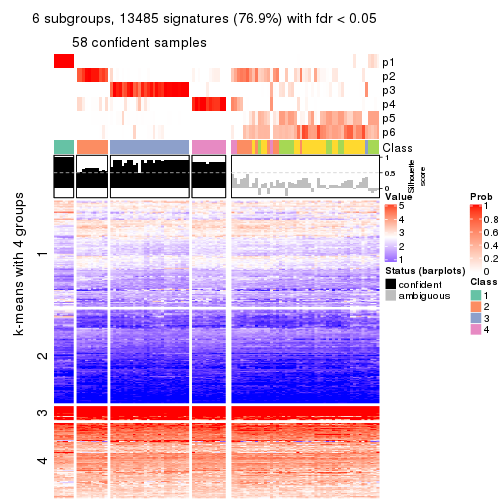 6 subgroups, 13485 signatures (76.9%) with fdr < 0.05
58 confident samples
p1
p2
p3
p4
p5
p6
Class
1
0.5
0
Silhouette
score
k-means with 4 groups
1
2
3
4
Value
5
4
3
2
1
Status (barplots)
confident
ambiguous
Prob
1
0.8
0.6
0.4
0.2
0
Class
1
2
3
4